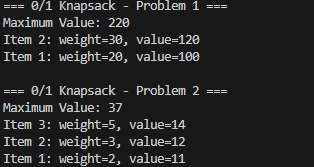 === 0/1 Knapsack - Problem 1 ===
Maximum Value: 220
Item 2: weight=30, value=120
Item 1: weight=20, value=100

=== 0/1 Knapsack - Problem 2 ===
Maximum Value: 37
Item 3: weight=5, value=14
Item 2: weight=3, value=12
Item 1: weight=2, value=11